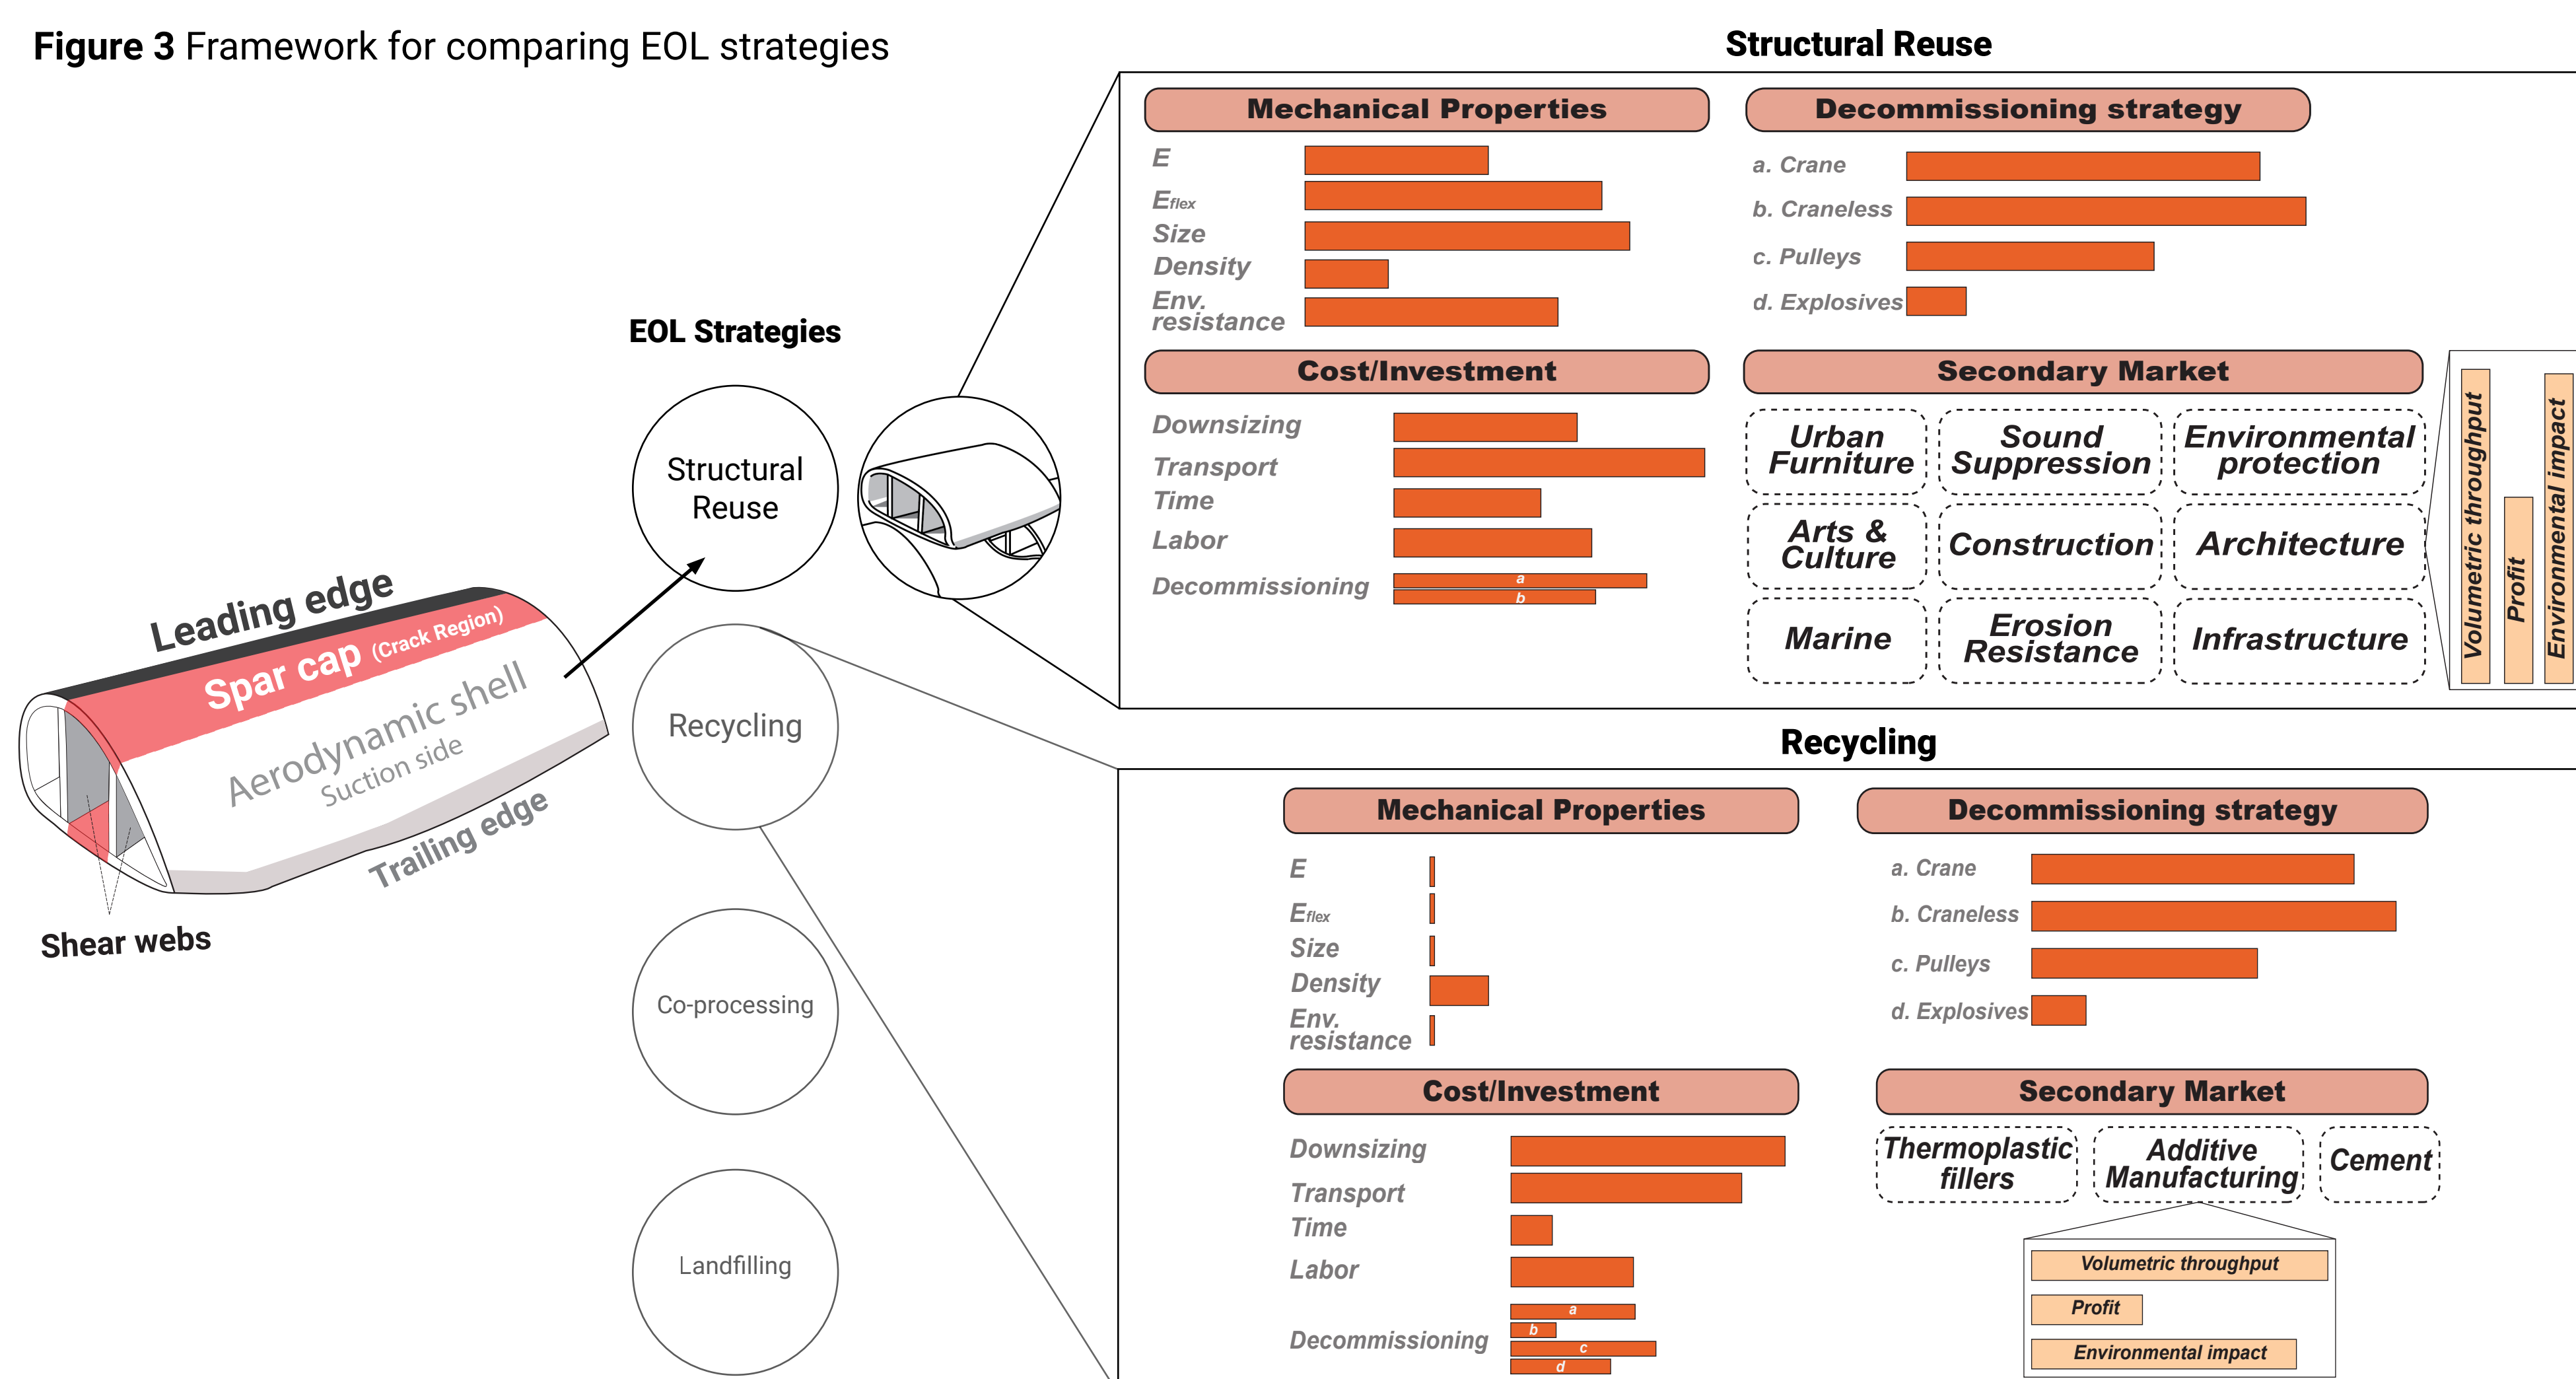 Figure 3 Framework for comparing EOL strategies
EOL Strategies
Structural
Reuse
Recycling
Co-processing
Landfilling
Leading edge
Spar cap (Crack Region)
Aerodynamic shell
Suction side
Trailing edge
Shear webs
Structural Reuse
Mechanical Properties
E
Eflex
Size
Density
Env.
resistance
Decommissioning strategy
a. Crane
b. Craneless
c. Pulleys
d. Explosives
Cost/Investment
Downsizing
Transport
Time
Labor
Decommissioning
a
b
Secondary Market
Urban
Furniture
Sound
Suppression
Environmental
protection
Arts &
Culture
Construction
Architecture
Marine
Erosion
Resistance
Infrastructure
Volumetric throughput
Profit
Environmental impact
Recycling
Mechanical Properties
E
Eflex
Size
Density
Env.
resistance
Decommissioning strategy
a. Crane
b. Craneless
c. Pulleys
d. Explosives
Cost/Investment
Downsizing
Transport
Time
Labor
Decommissioning
a
b
c
d
Secondary Market
Thermoplastic
fillers
Additive
Manufacturing
Cement
Volumetric throughput
Profit
Environmental impact